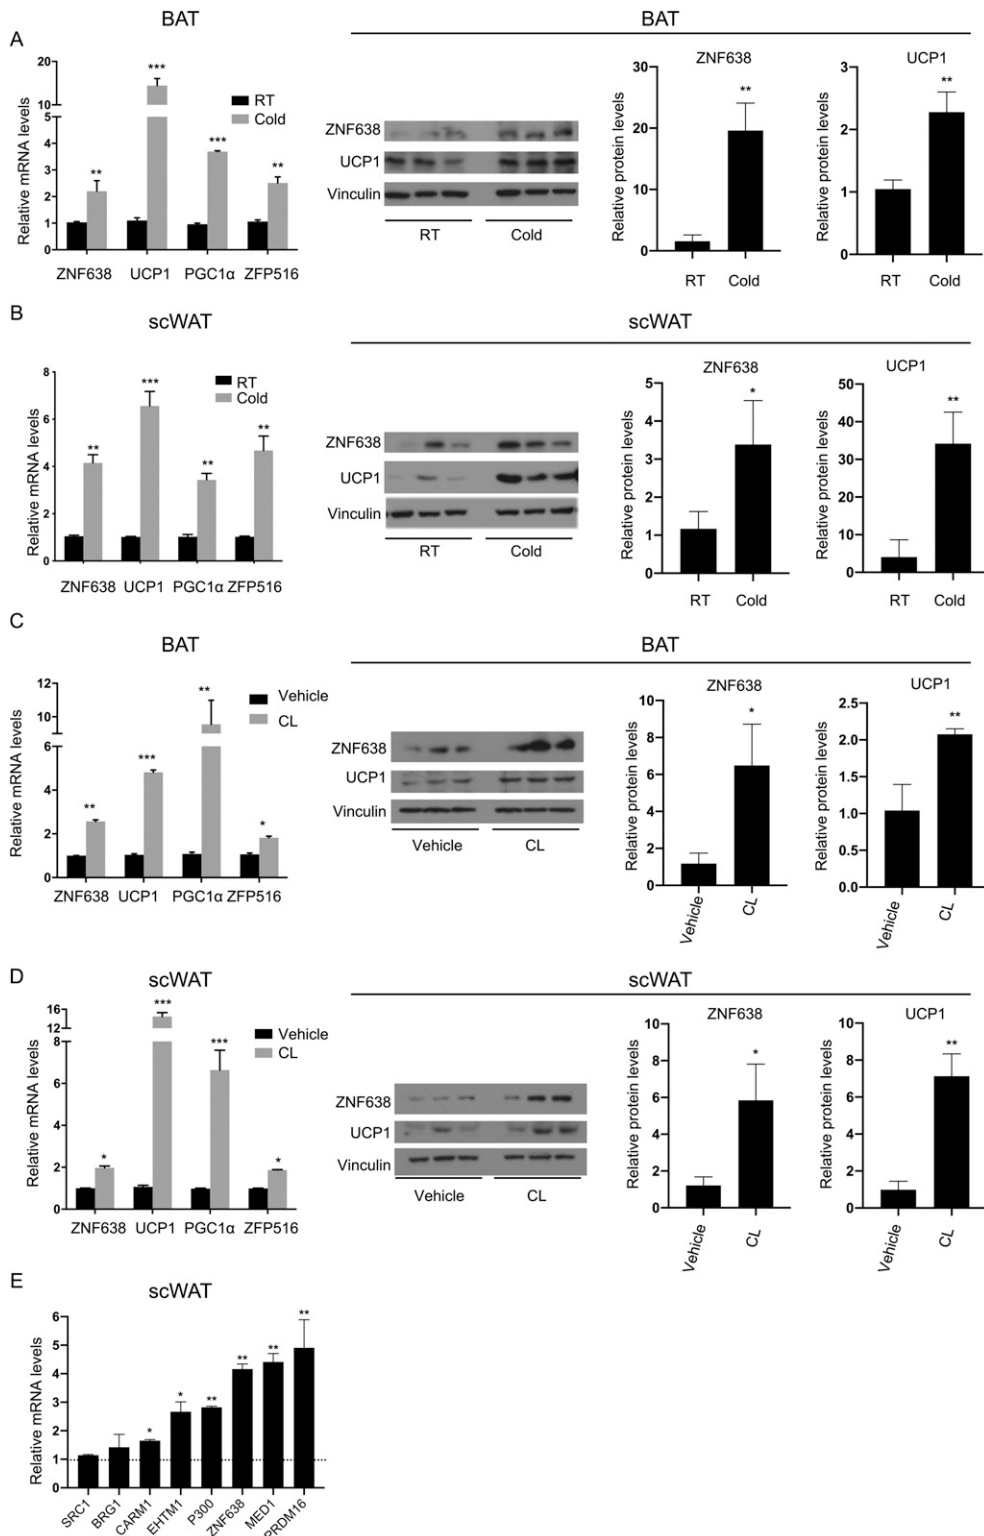 BAT
BAT
A
Relative mRNA levels
20
10
5
4
3
2
1
0
***
**
***
**
RT
Cold
ZNF638 UCP1 PGC1α ZFP516
ZNF638
UCP1
Vinculin
RT Cold
ZNF638
Relative protein levels
30
20
10
0
**
RT Cold
UCP1
Relative protein levels
3
2
1
0
**
RT Cold
B
scWAT
scWAT
Relative mRNA levels
8
6
4
2
0
**
***
**
**
RT
Cold
ZNF638 UCP1 PGC1α ZFP516
ZNF638
UCP1
Vinculin
RT Cold
ZNF638
Relative protein levels
5
4
3
2
1
0
*
RT Cold
UCP1
Relative protein levels
50
40
30
20
10
0
**
RT Cold
C
BAT
BAT
Relative mRNA levels
12
10
8
6
4
2
0
**
***
**
*
Vehicle
CL
ZNF638 UCP1 PGC1α ZFP516
ZNF638
UCP1
Vinculin
Vehicle CL
ZNF638
Relative protein levels
10
8
6
4
2
0
*
Vehicle CL
UCP1
Relative protein levels
2.5
2.0
1.5
1.0
0.5
0.0
**
Vehicle CL
D
scWAT
scWAT
Relative mRNA levels
16
12
8
6
4
2
0
*
***
***
*
Vehicle
CL
ZNF638 UCP1 PGC1α ZFP516
ZNF638
UCP1
Vinculin
Vehicle CL
ZNF638
Relative protein levels
8
6
4
2
0
*
Vehicle CL
UCP1
Relative protein levels
10
8
6
4
2
0
**
Vehicle CL
E
scWAT
Relative mRNA levels
6
5
4
3
2
1
0
*
*
**
**
**
**
SRC1 BRG1 CARM1 EHTM1 P300 ZNF638 MED1 PRDM16